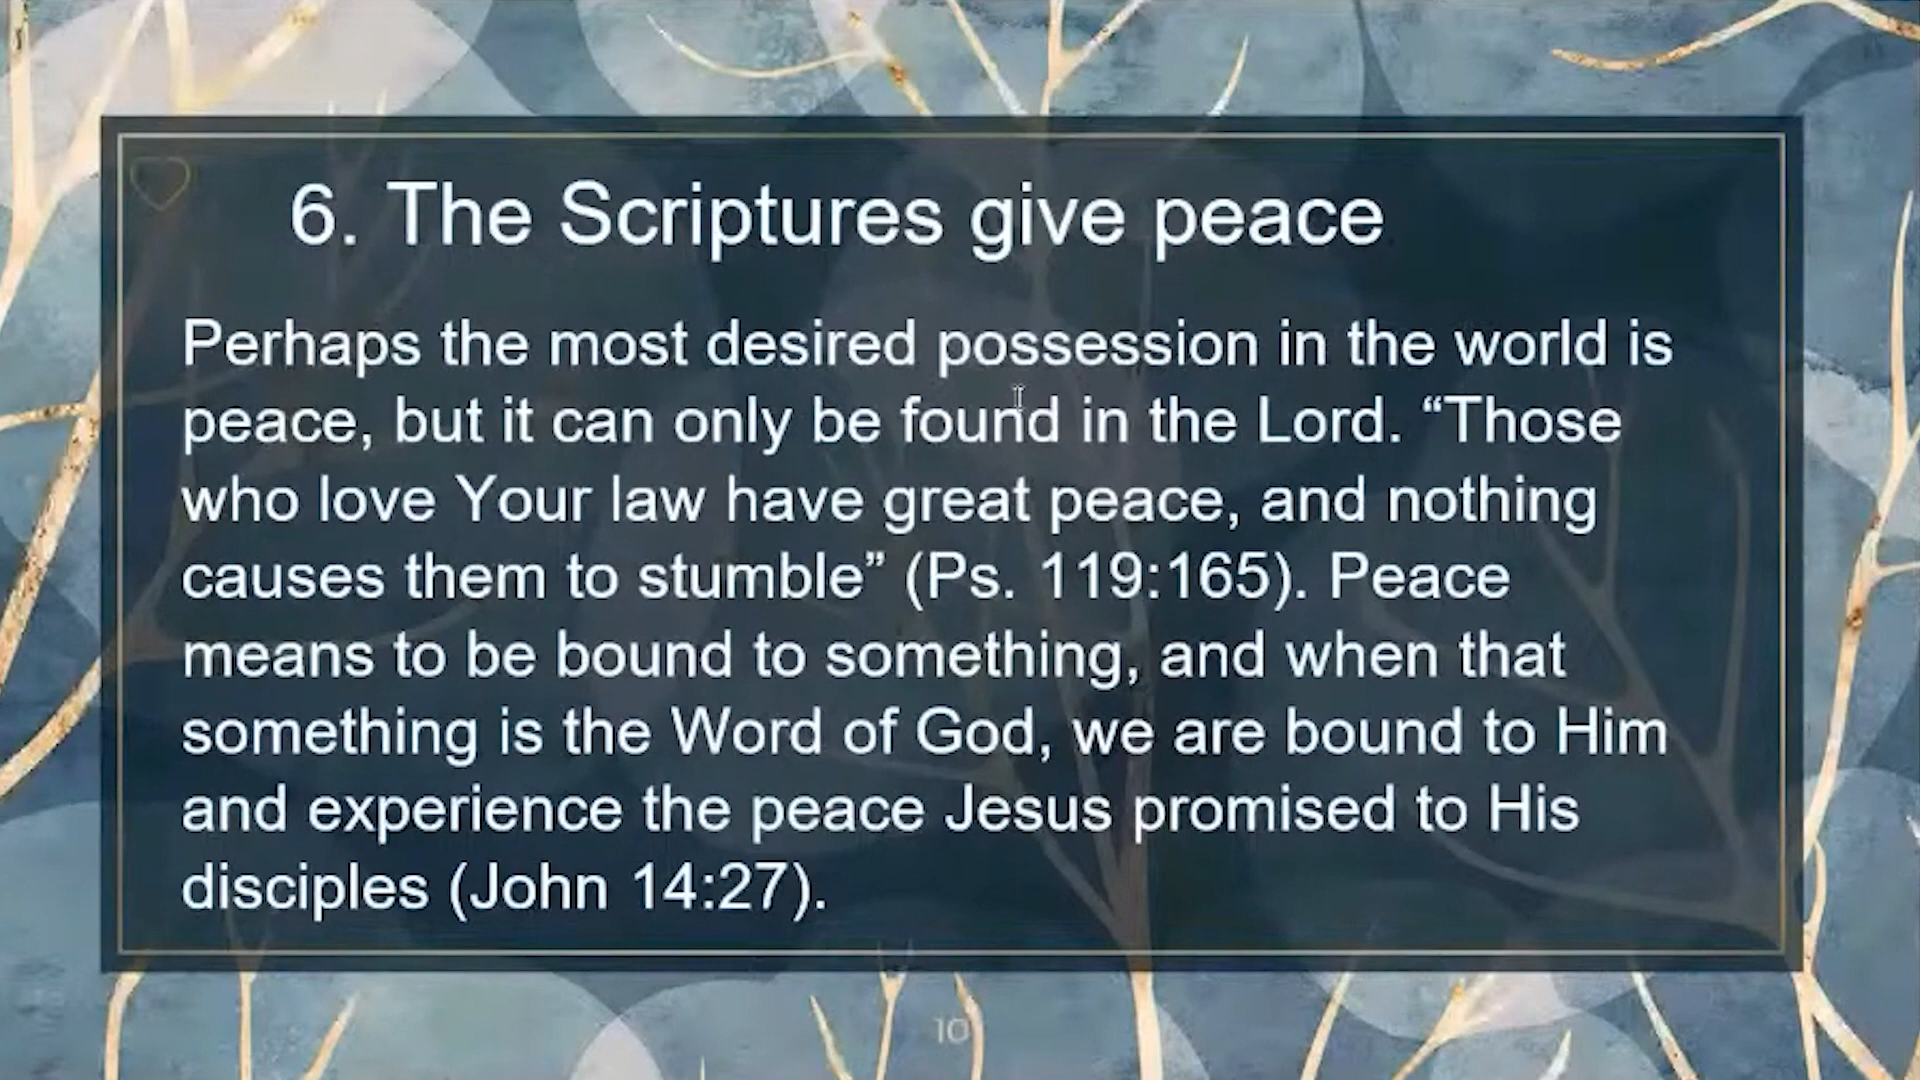 6. The Scriptures give peace
Perhaps the most desired possession in the world is
peace, but it can only be found in the Lord. “Those
who love Your law have great peace, and nothing
causes them to stumble” (Ps. 119:165). Peace
means to be bound to something, and when that
something is the Word of God, we are bound to Him
and experience the peace Jesus promised to His
disciples (John 14:27).
10